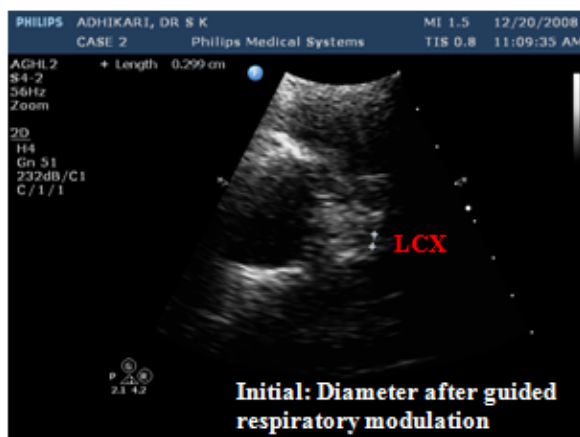 PHILIPS ADHIKARI, DR S K MI 1.5 12/20/2008
CASE 2 Philips Medical Systems TIS 0.8 11:09:35 AM
AGHL2 + Length 0.299 cm
S4-2
56Hz
Zoom
2D
H4
Gn 51
232dB/C1
C/1/1
LCX
G
P R
2.1 4.2
Initial: Diameter after guided
respiratory modulation